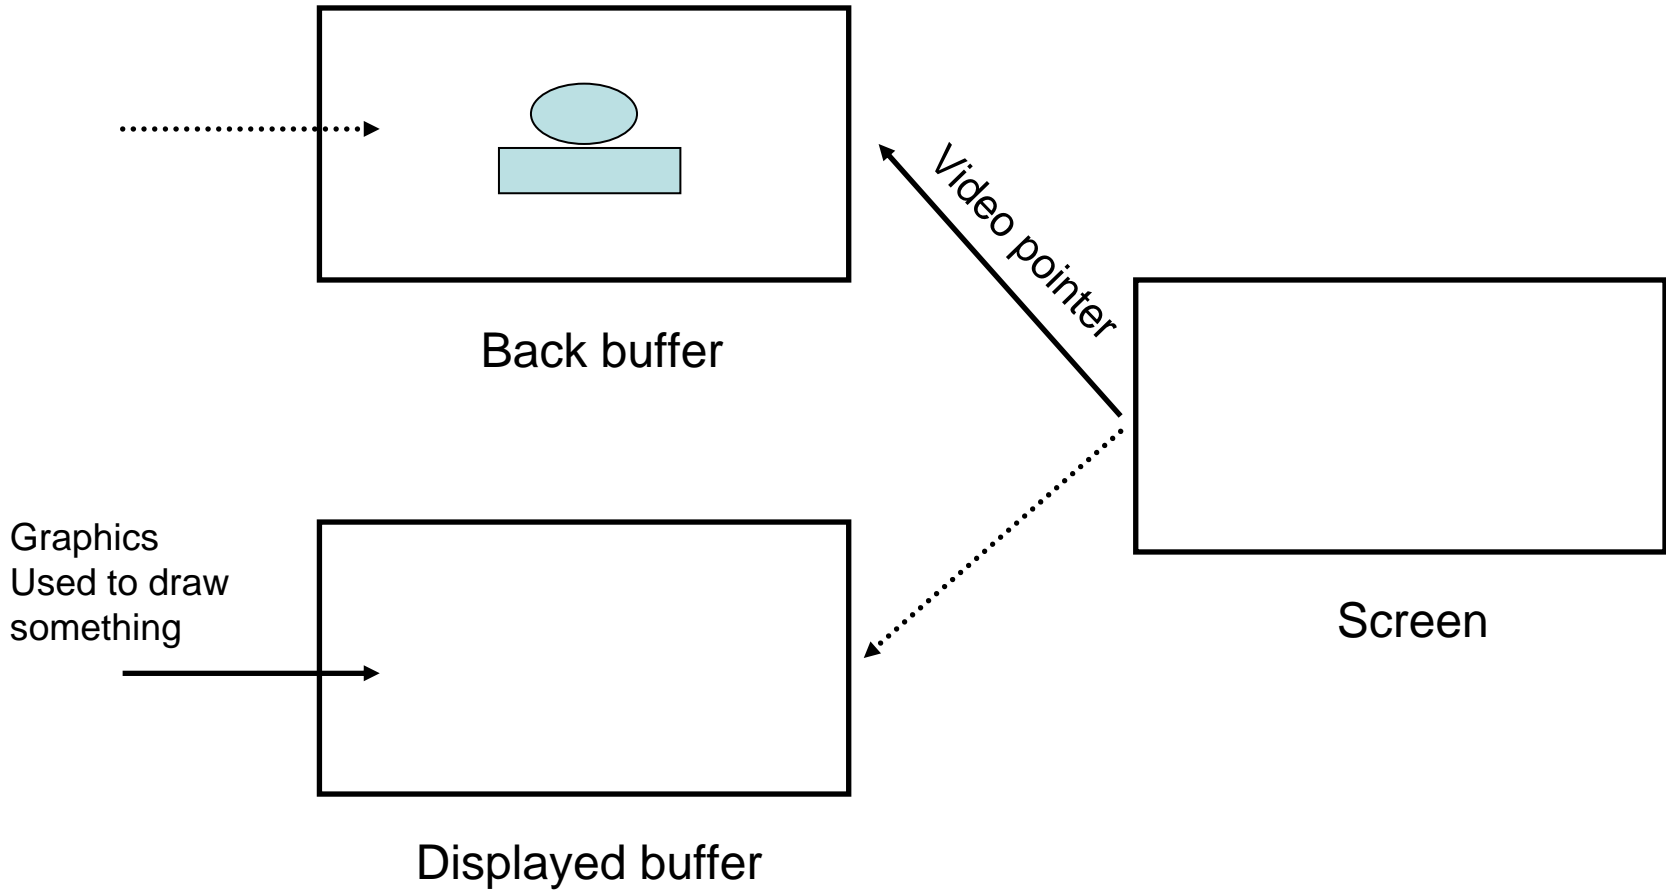 Back buffer
Video pointer
Graphics
Used to draw
something
Screen
Displayed buffer